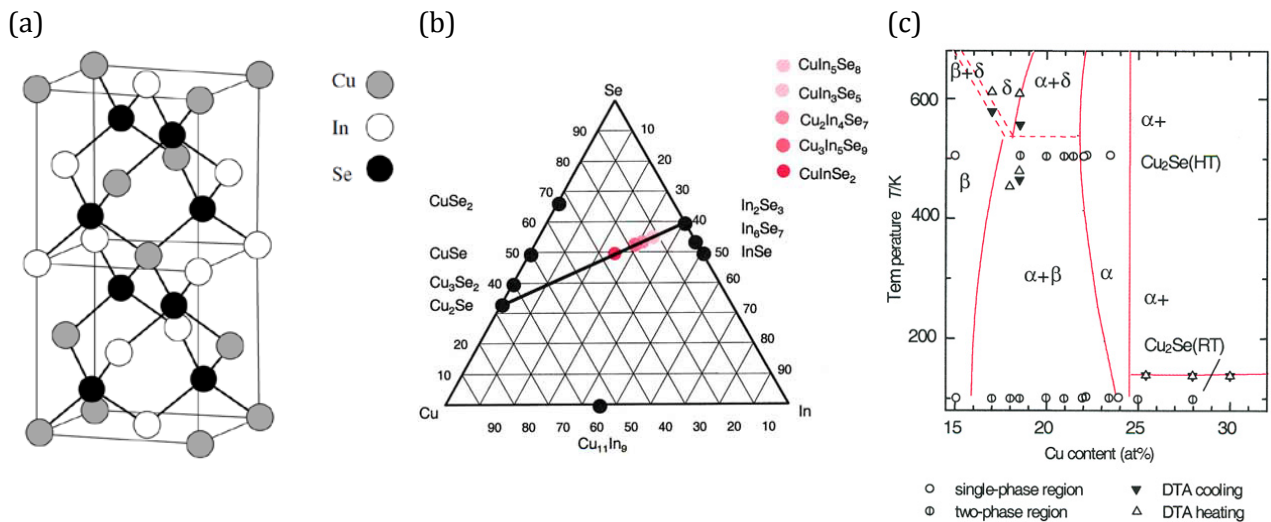 (a)
Cu
In
Se
(b)
CuIn₅Se₈
CuIn₃Se₅
Cu₂In₄Se₇
Cu₃In₅Se₉
CuInSe₂
Se
90
10
80
20
70
30
CuSe₂
In₂Se₃
60
40
In₆Se₇
CuSe
50
50
InSe
Cu₃Se₂
40
60
Cu₂Se
70
20
80
10
90
Cu
In
90 80 70 60 50 40 30 20 10
Cu₁₁In₉
(c)
Temperature T/K
600
400
200
β+δ
δ
α+δ
α+
Cu₂Se(HT)
β
α+β
α
α+
Cu₂Se(RT)
15 20 25 30
Cu content (at%)
single-phase region
DTA cooling
two-phase region
DTA heating